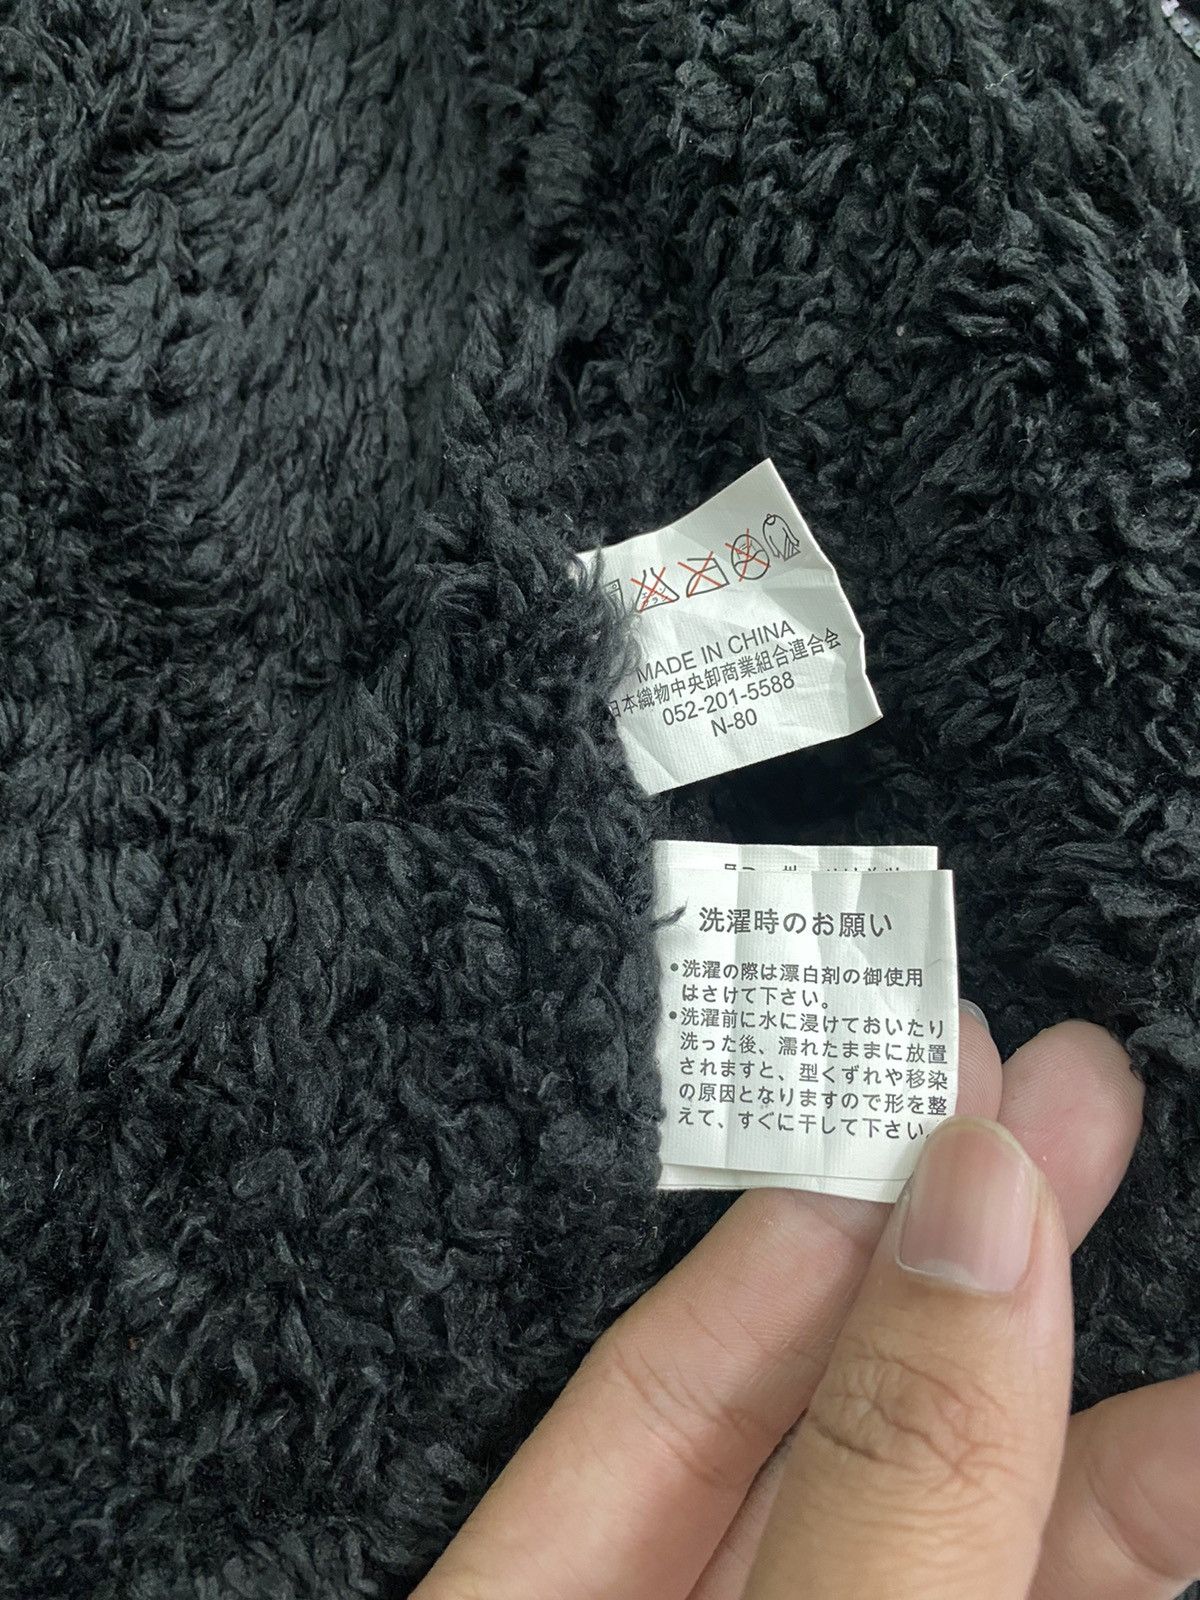 MADE IN CHINA
日本織物中央卸商業組合連合会
052-201-5588
N-80
洗濯時のお願い
•洗濯の際は漂白剤の御使用
はさけて下さい。
•洗濯前に水に浸けておいたり
洗った後、濡れたままに放置
されますと、型くずれや移染
の原因となりますので形を整
えて、すぐに干して下さい。